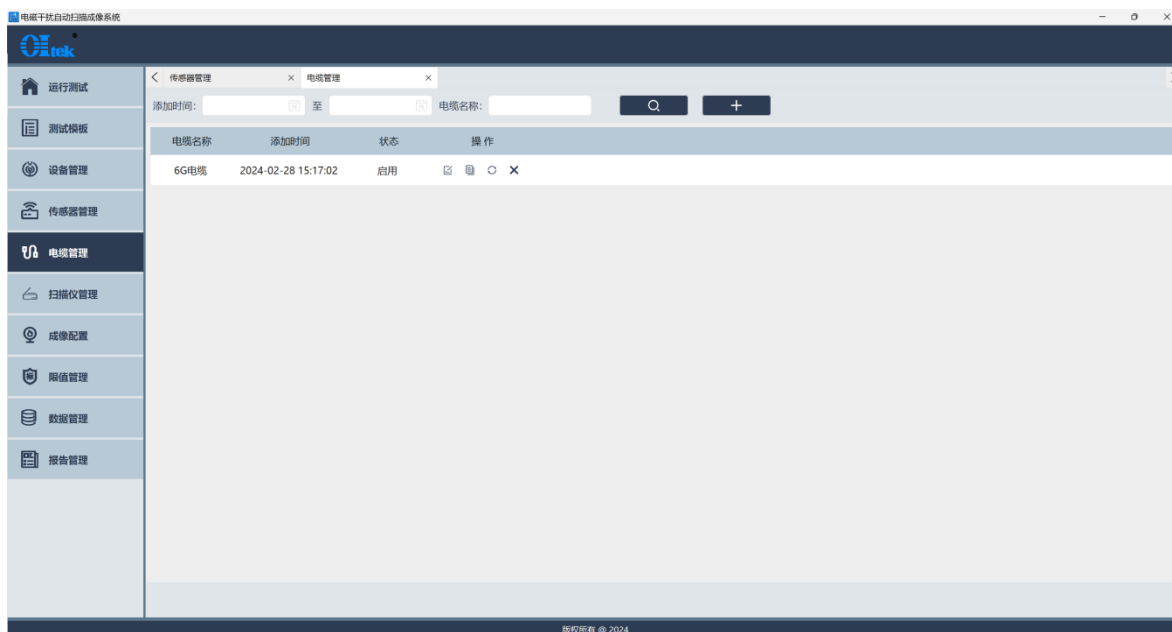 电磁干扰自动扫描成像系统
OItek
运行测试
测试模板
设备管理
传感器管理
电缆管理
扫描仪管理
成像配置
限值管理
数据管理
报告管理
传感器管理 电缆管理
添加时间: 至 电缆名称:
电缆名称 添加时间 状态 操作
6G电缆 2024-02-28 15:17:02 启用
版权所有 @ 2024